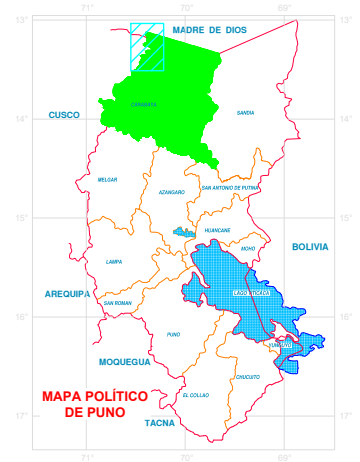 71° 70° 69°
13° 13°
MADRE DE DIOS
CARABAYA
SANDIA
CUSCO
14° 14°
MELGAR
AZANGARO
SAN ANTONIO DE PUTINA
15° 15°
HUANCANE
MOHO
BOLIVIA
LAMPA
LAGO TITICACA
AREQUIPA
SAN ROMAN
16° 16°
PUNO
YUNGUYO
MOQUEGUA
CHUCUITO
EL COLLAO
MAPA POLÍTICO
DE PUNO
TACNA
17° 17°
71° 70° 69°